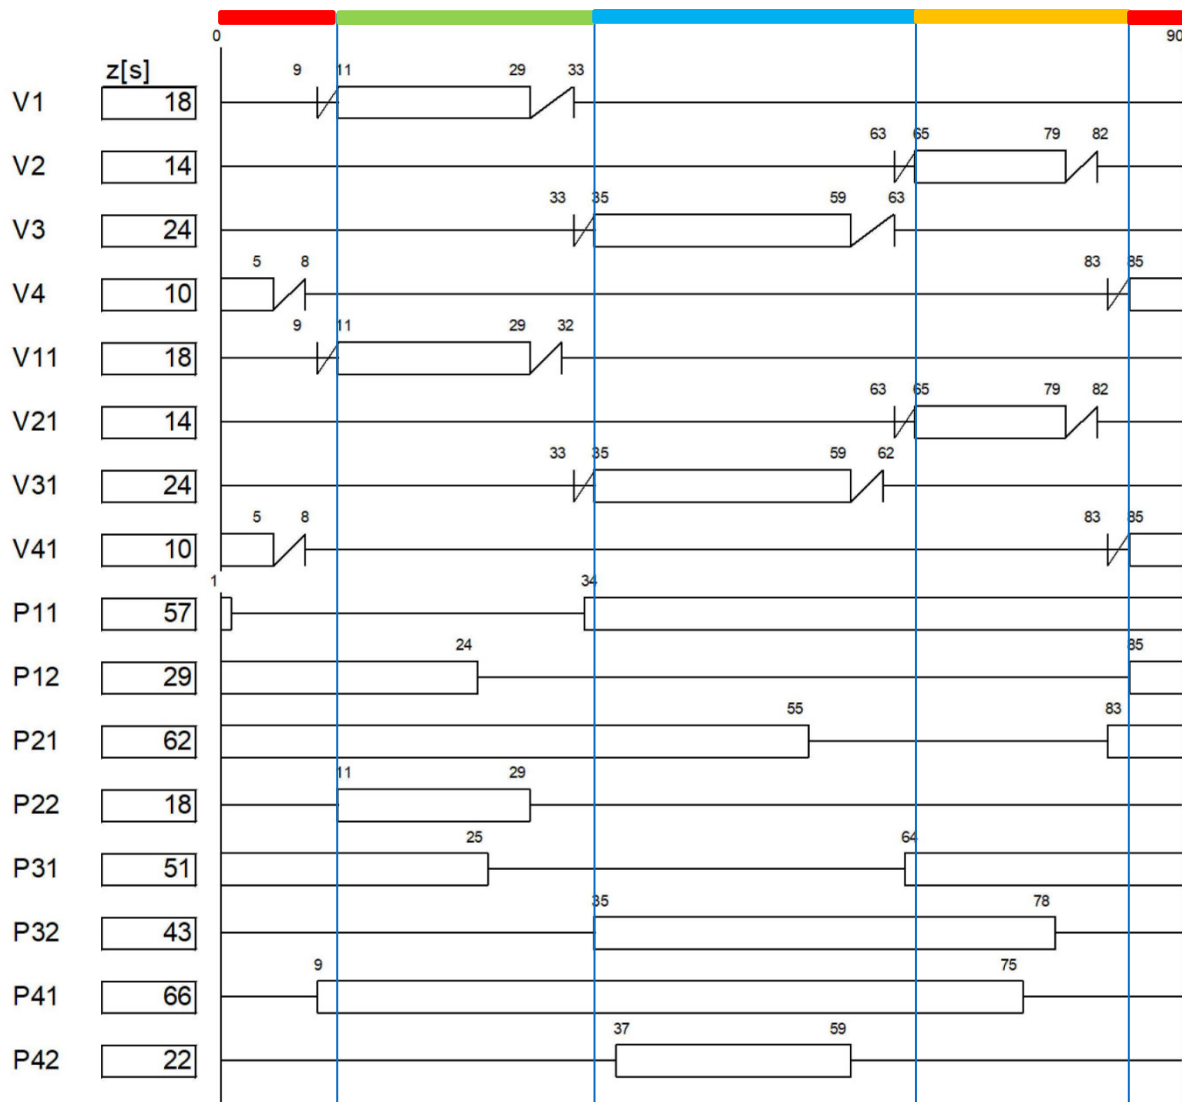 0 90
z[s]
9 11 29 33
V1 18
63 65 79 82
V2 14
33 35 59 63
V3 24
5 8 83 85
V4 10
9 11 29 32
V11 18
63 65 79 82
V21 14
33 35 59 62
V31 24
5 8 83 85
V41 10
1 34
P11 57
24 85
P12 29
55 83
P21 62
11 29
P22 18
25 64
P31 51
35 78
P32 43
9 75
P41 66
37 59
P42 22